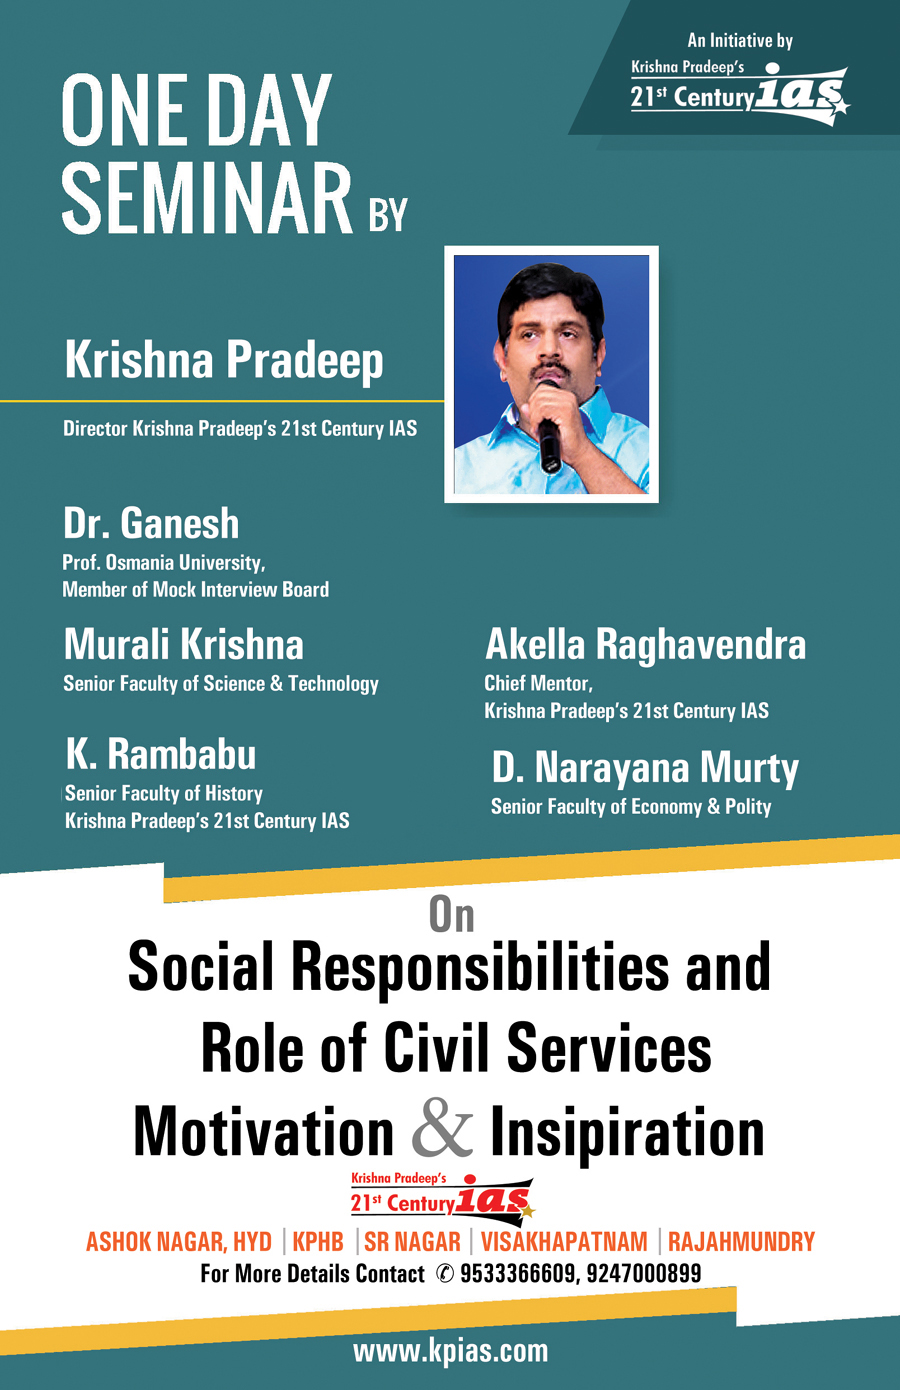 An Initiative by
Krishna Pradeep's
21st Century ias
ONE DAY
SEMINAR BY
Krishna Pradeep
Director Krishna Pradeep's 21st Century IAS
Dr. Ganesh
Prof. Osmania University,
Member of Mock Interview Board
Murali Krishna
Senior Faculty of Science & Technology
K. Rambabu
Senior Faculty of History
Krishna Pradeep's 21st Century IAS
Akella Raghavendra
Chief Mentor,
Krishna Pradeep's 21st Century IAS
D. Narayana Murty
Senior Faculty of Economy & Polity
On
Social Responsibilities and
Role of Civil Services
Motivation & Insipiration
Krishna Pradeep's
21st Century ias
ASHOK NAGAR, HYD | KPHB | SR NAGAR | VISAKHAPATNAM | RAJAHMUNDRY
For More Details Contact ✆ 9533366609, 9247000899
www.kpias.com